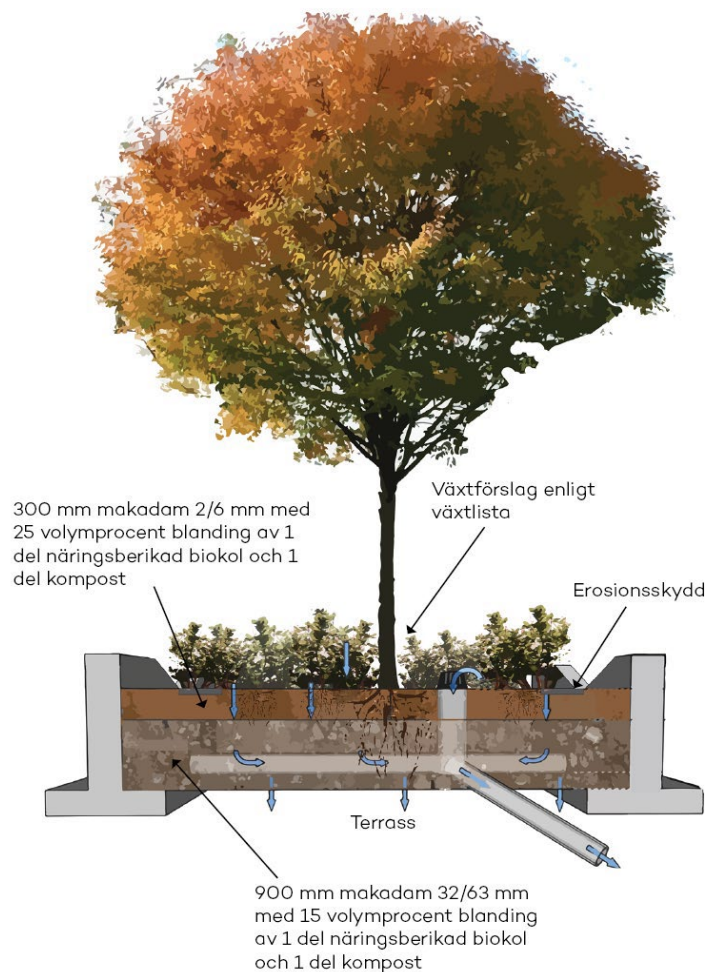 Växtförslag enligt
växtlista
300 mm makadam 2/6 mm med
25 volymprocent blanding av 1
del näringsberikad biokol och 1
del kompost
Erosionsskydd
Terrass
900 mm makadam 32/63 mm
med 15 volymprocent blanding
av 1 del näringsberikad biokol
och 1 del kompost